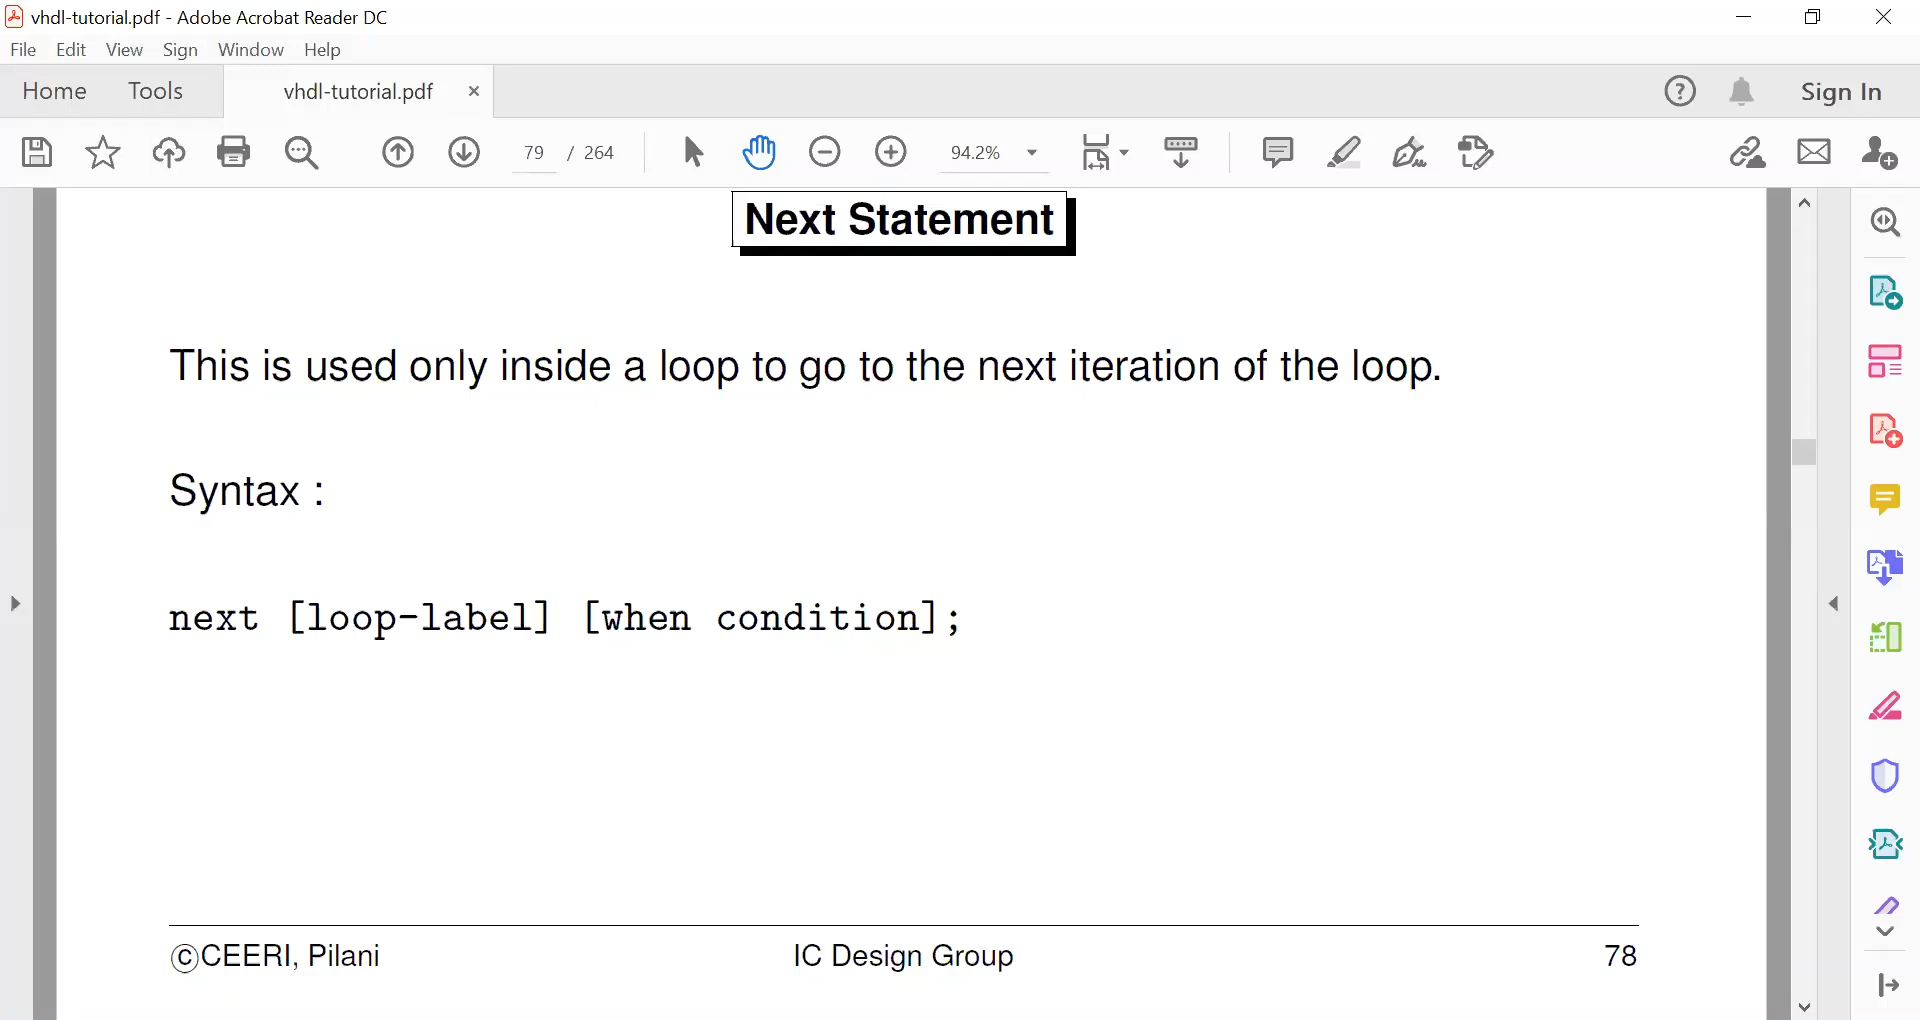 vhdl-tutorial.pdf - Adobe Acrobat Reader DC
File Edit View Sign Window Help
Home Tools vhdl-tutorial.pdf × Sign In
79 / 264 94.2%
Next Statement
This is used only inside a loop to go to the next iteration of the loop.
Syntax :
next [loop-label] [when condition];
©CEERI, Pilani IC Design Group 78